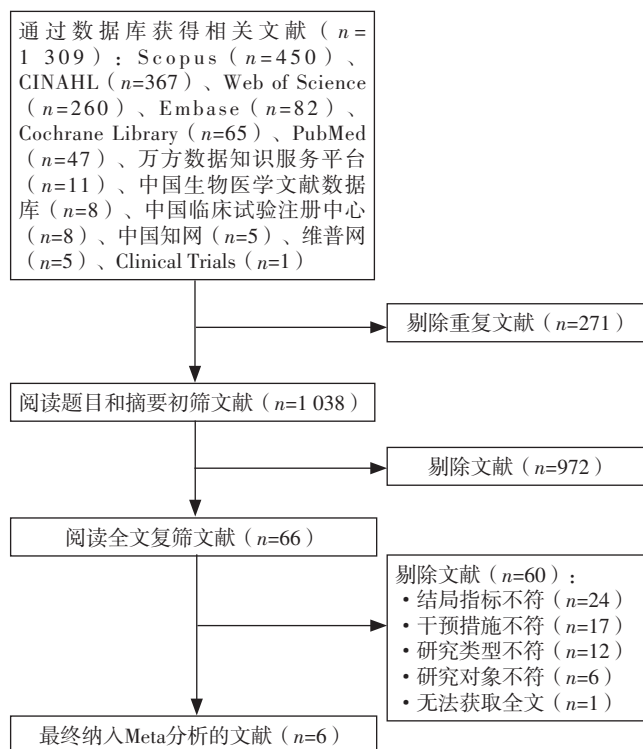 通过数据库获得相关文献（n=
1 309）：Scopus（n=450）、
CINAHL（n=367）、Web of Science
（n=260）、Embase（n=82）、
Cochrane Library（n=65）、PubMed
（n=47）、万方数据知识服务平台
（n=11）、中国生物医学文献数据
库（n=8）、中国临床试验注册中心
（n=8）、中国知网（n=5）、维普网
（n=5）、Clinical Trials（n=1）
剔除重复文献（n=271）
阅读题目和摘要初筛文献（n=1 038）
剔除文献（n=972）
阅读全文复筛文献（n=66）
剔除文献（n=60）：
·结局指标不符（n=24）
·干预措施不符（n=17）
·研究类型不符（n=12）
·研究对象不符（n=6）
·无法获取全文（n=1）
最终纳入Meta分析的文献（n=6）